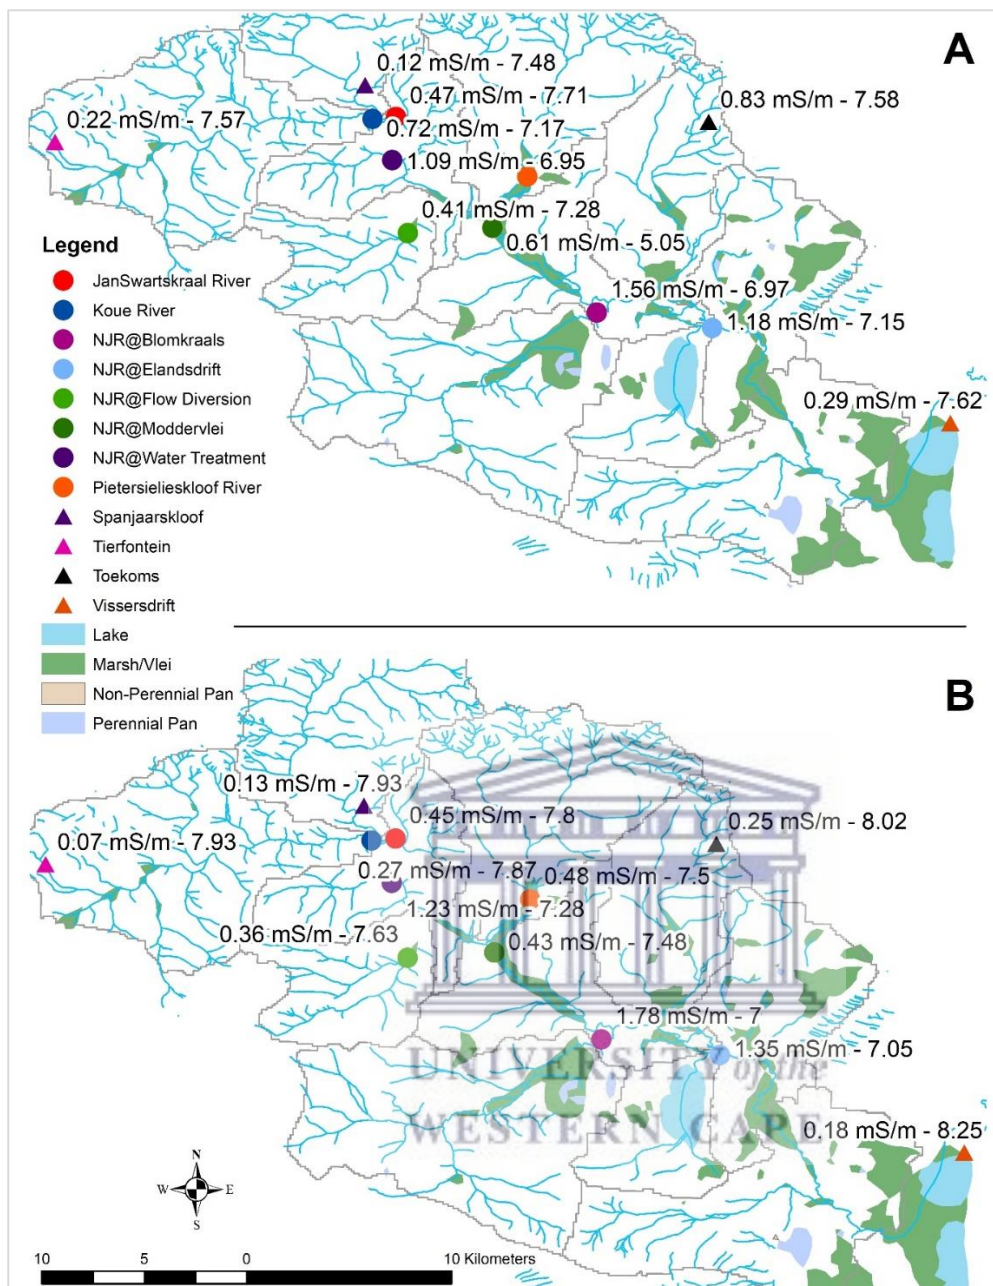 A
0.12 mS/m - 7.48
0.47 mS/m - 7.71
0.83 mS/m - 7.58
0.22 mS/m - 7.57
0.72 mS/m - 7.17
1.09 mS/m - 6.95
0.41 mS/m - 7.28
0.61 mS/m - 5.05
1.56 mS/m - 6.97
1.18 mS/m - 7.15
0.29 mS/m - 7.62
Legend
JanSwartskraal River
Koue River
NJR@Blomkraals
NJR@Elandsdrift
NJR@Flow Diversion
NJR@Moddervlei
NJR@Water Treatment
Pietersielieskloof River
Spanjaarskloof
Tierfontein
Toekoms
Vissersdrift
Lake
Marsh/Vlei
Non-Perennial Pan
Perennial Pan
B
0.13 mS/m - 7.93
0.45 mS/m - 7.8
0.25 mS/m - 8.02
0.07 mS/m - 7.93
0.27 mS/m - 7.87
0.48 mS/m - 7.5
1.23 mS/m - 7.28
0.36 mS/m - 7.63
0.43 mS/m - 7.48
1.78 mS/m - 7
1.35 mS/m - 7.05
UNIVERSITY of the
WESTERN CAPE
0.18 mS/m - 8.25
N
W E
S
10 5 0 10 Kilometers